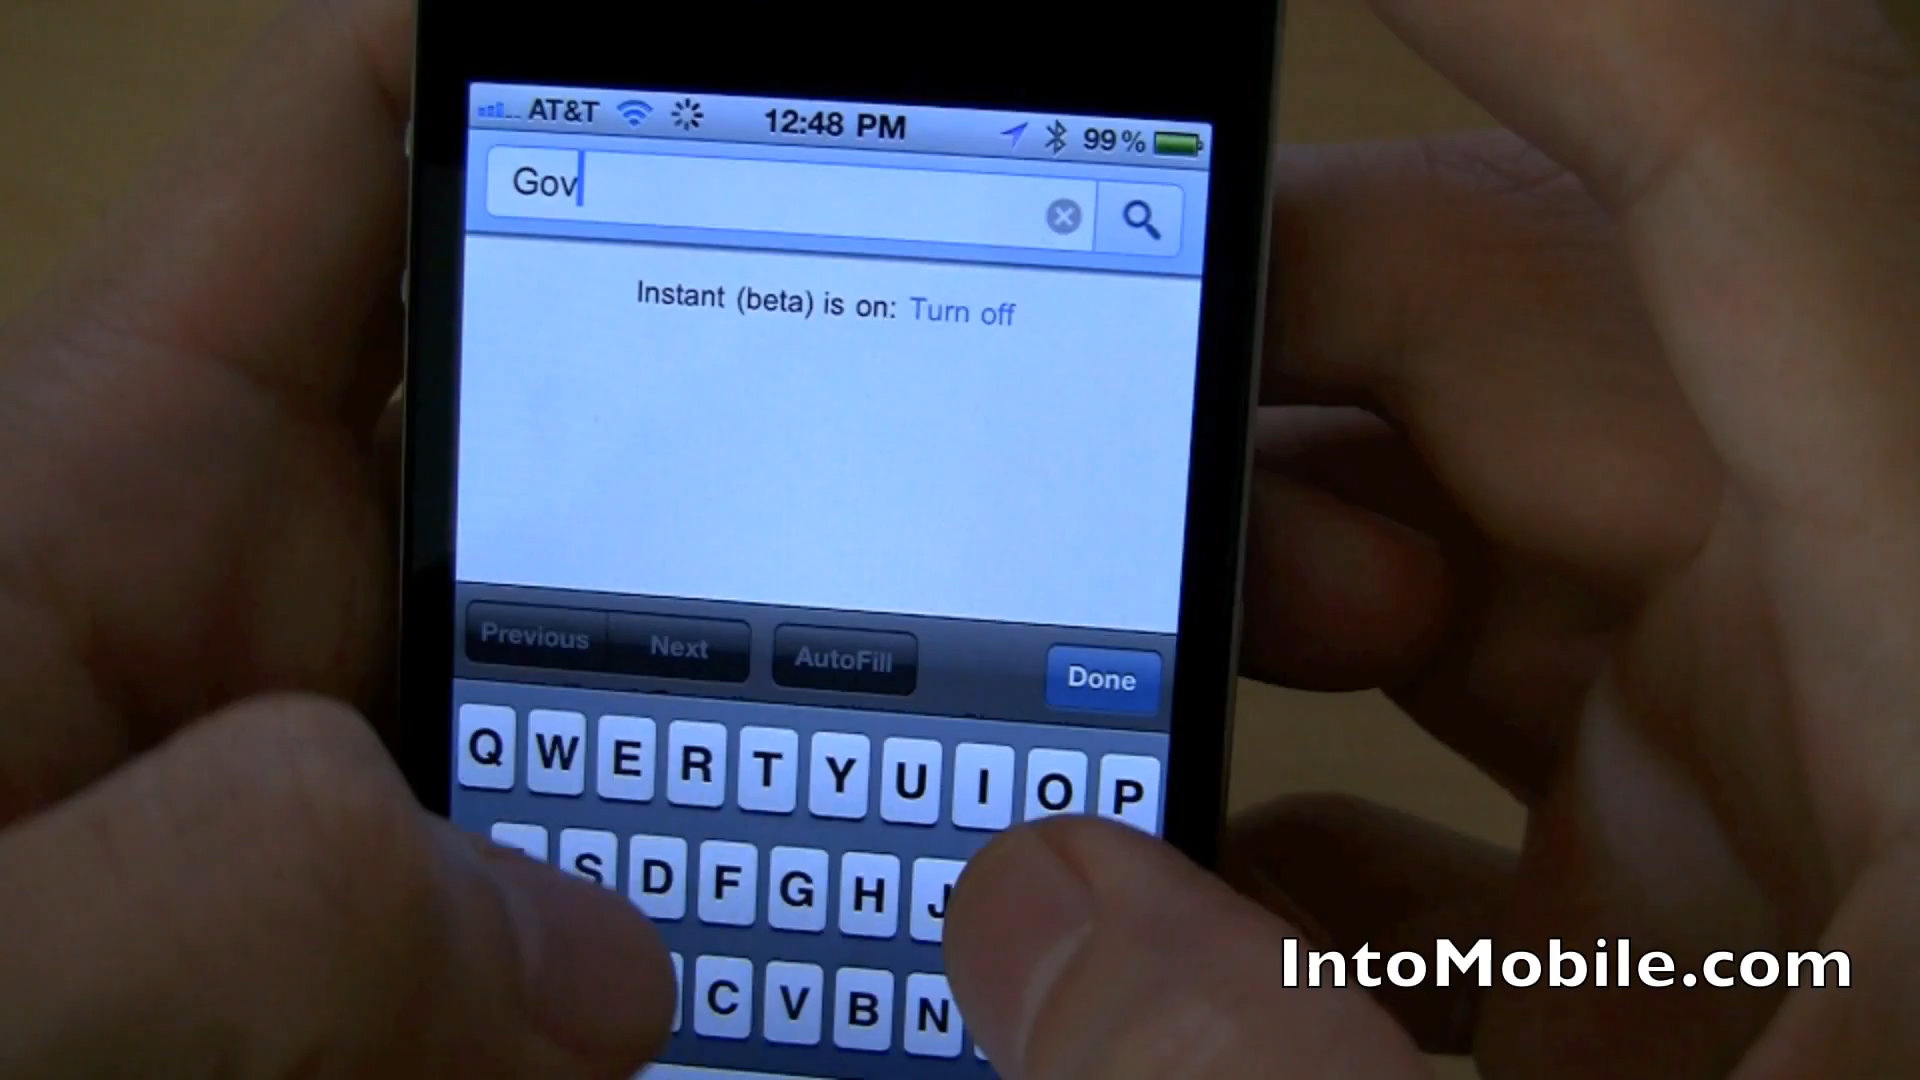 AT&T 12:48 PM 99%
Gov
Instant (beta) is on: Turn off
Previous Next AutoFill Done
Q W E R T Y U I O P
S D F G H J
C V B N
IntoMobile.com